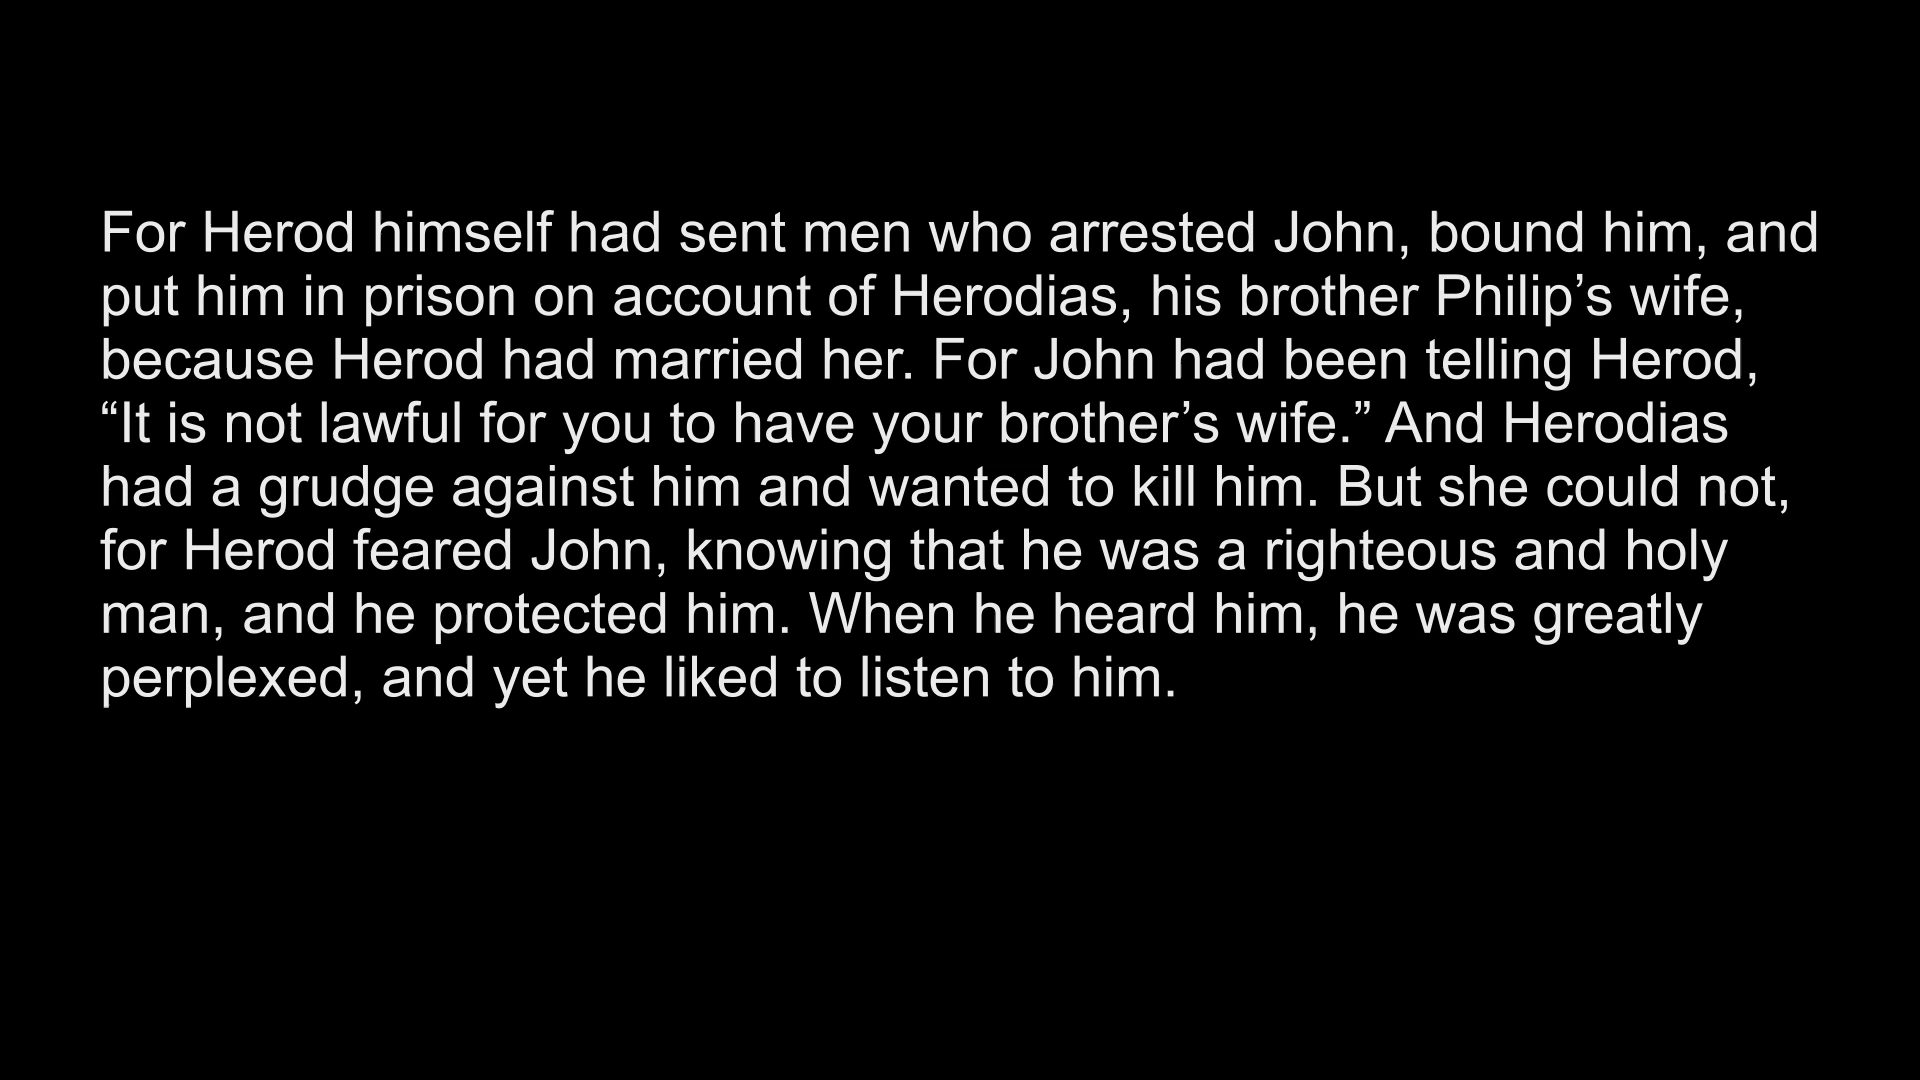 For Herod himself had sent men who arrested John, bound him, and
put him in prison on account of Herodias, his brother Philip’s wife,
because Herod had married her. For John had been telling Herod,
“It is not lawful for you to have your brother’s wife.” And Herodias
had a grudge against him and wanted to kill him. But she could not,
for Herod feared John, knowing that he was a righteous and holy
man, and he protected him. When he heard him, he was greatly
perplexed, and yet he liked to listen to him.